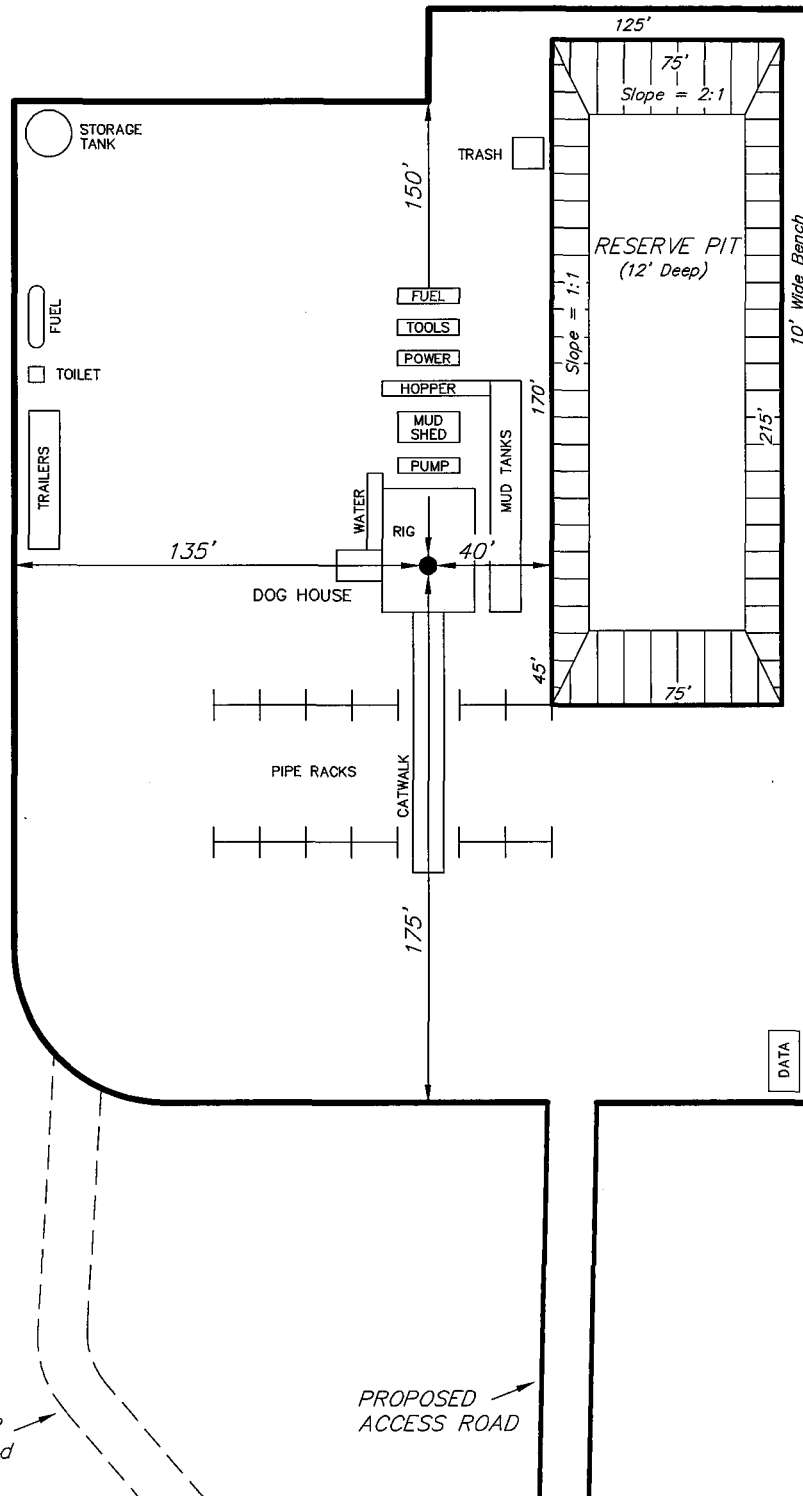 125'
75'
Slope = 2:1
STORAGE
TANK
TRASH
150'
RESERVE PIT
(12' Deep)
10' Wide Bench
FUEL
FUEL
TOOLS
Slope = 1:1
POWER
TOILET
HOPPER
170'
215'
MUD
SHED
TRAILERS
MUD TANKS
PUMP
WATER
RIG
135'
40'
DOG HOUSE
45'
75'
PIPE RACKS
CATWALK
175'
DATA
PROPOSED
ACCESS ROAD